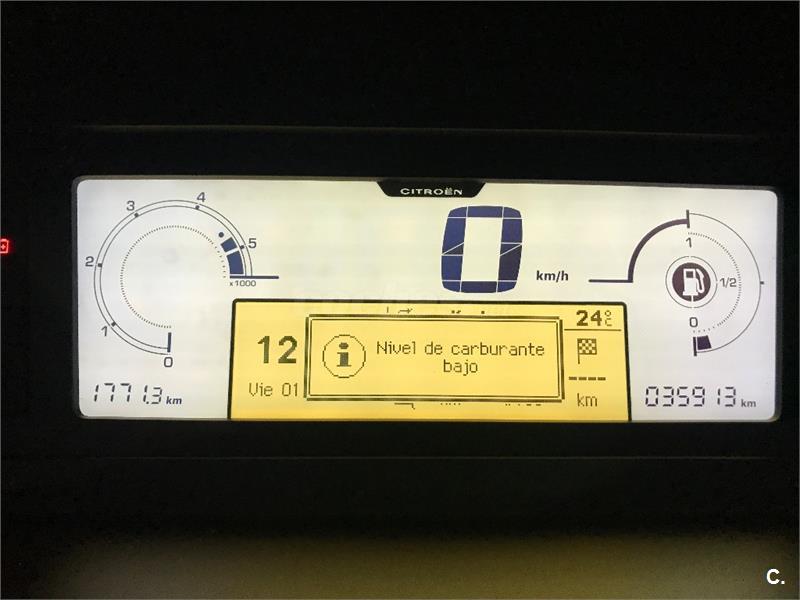 CITROËN
0 km/h
0 1 2 3 4 5
x1000
1
1/2
0
24°C
12
Nivel de carburante
bajo
Vie 01
---- km
1771.3 km
035913 km
C.